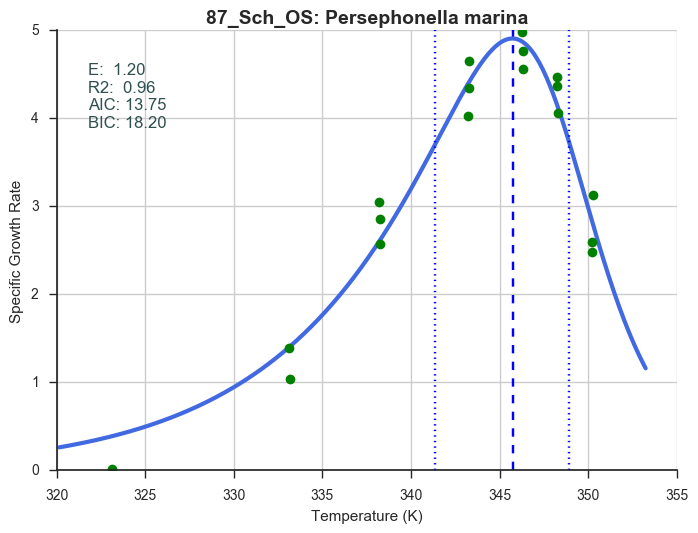 87_Sch_OS: Persephonella marina
E:  1.20
R2:  0.96
AIC: 13.75
BIC: 18.20
Specific Growth Rate
5
4
3
2
1
0
320 325 330 335 340 345 350 355
Temperature (K)